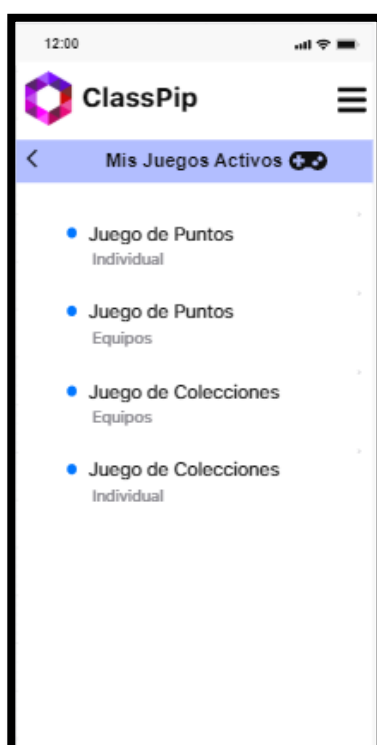 12:00
ClassPip
Mis Juegos Activos
Juego de Puntos
Individual
Juego de Puntos
Equipos
Juego de Colecciones
Equipos
Juego de Colecciones
Individual